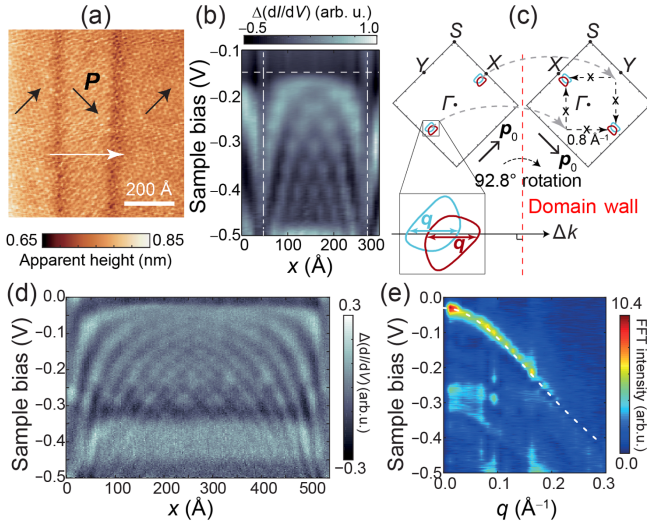 (a)
P
200 Å
0.65
0.85
Apparent height (nm)
(b)
Δ(dI/dV) (arb. u.)
−0.5
1.0
Sample bias (V)
−0.1
−0.2
−0.3
−0.4
−0.5
0
100
200
300
x (Å)
(c)
S
S
Y
X
X
Y
Γ
Γ
0.8 Å⁻¹
p₀
p₀
92.8° rotation
Domain wall
q
q
Δk
(d)
Sample bias (V)
0.0
−0.1
−0.2
−0.3
−0.4
−0.5
0
100
200
300
400
500
x (Å)
0.3
Δ(dI/dV) (arb.u.)
−0.3
(e)
Sample bias (V)
0.0
−0.1
−0.2
−0.3
−0.4
−0.5
0.0
0.1
0.2
0.3
q (Å⁻¹)
10.4
FFT intensity (arb.u.)
0.0